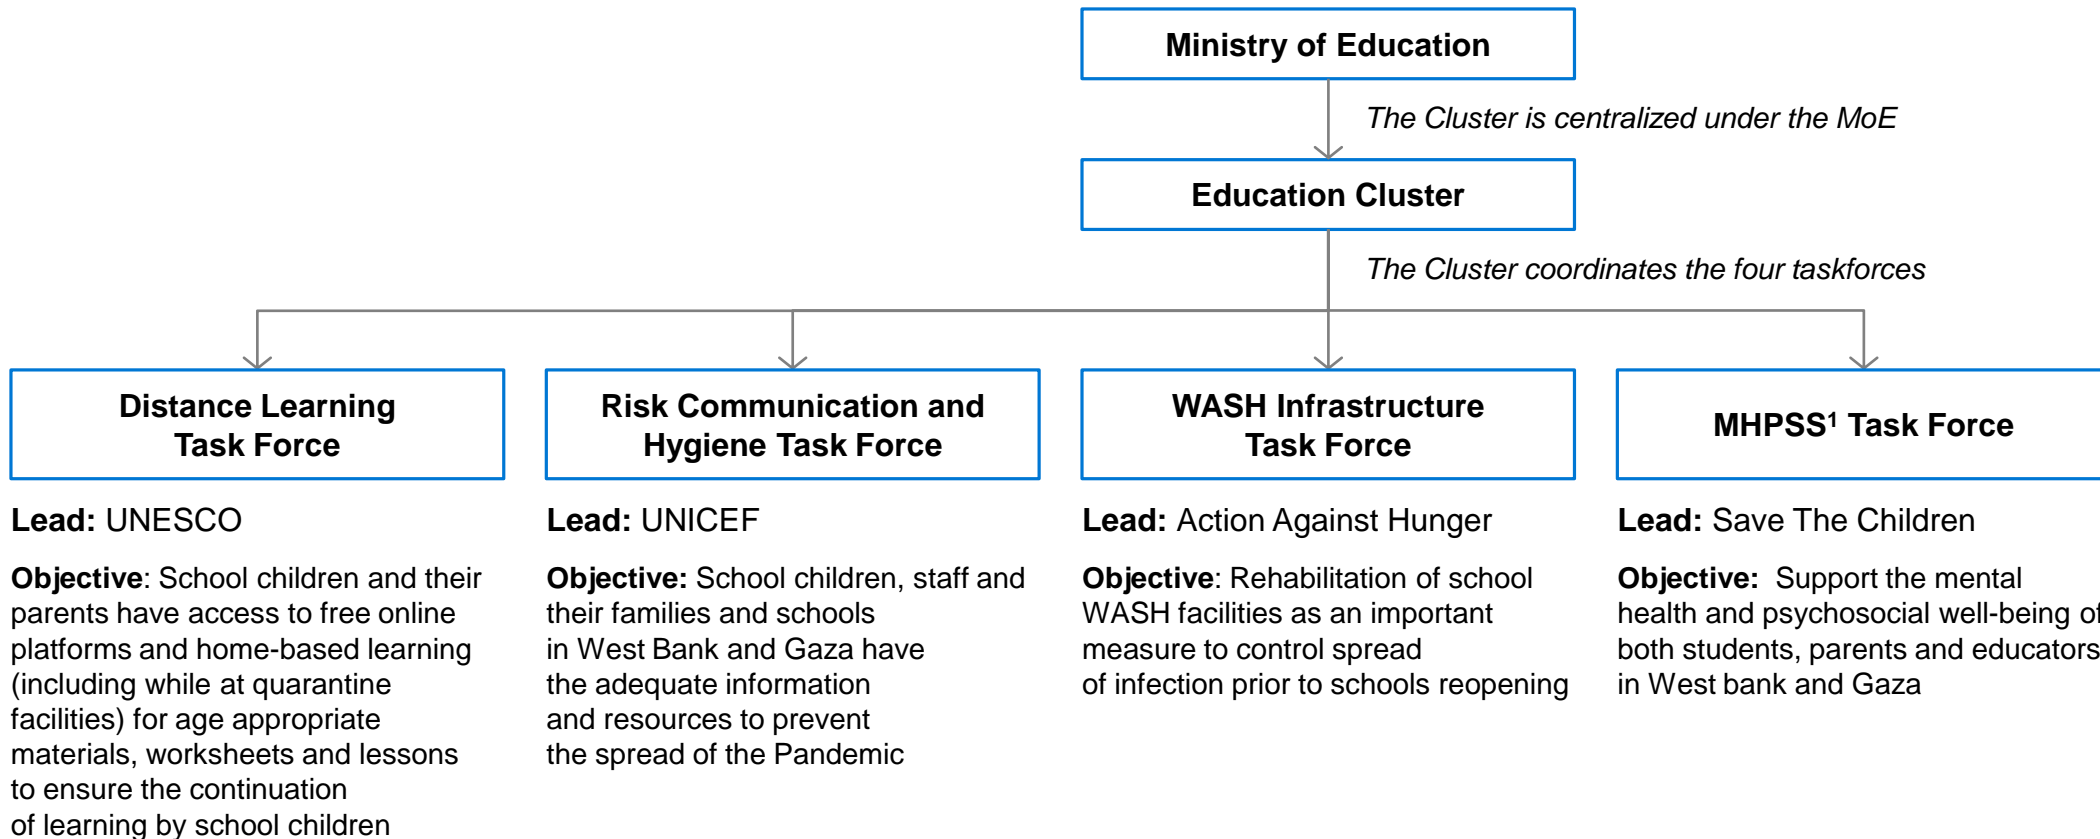 Ministry of Education
The Cluster is centralized under the MoE
Education Cluster
The Cluster coordinates the four taskforces
Distance Learning
Task Force
Lead: UNESCO
Objective: School children and their
parents have access to free online
platforms and home-based learning
(including while at quarantine
facilities) for age appropriate
materials, worksheets and lessons
to ensure the continuation
of learning by school children
Risk Communication and
Hygiene Task Force
Lead: UNICEF
Objective: School children, staff and
their families and schools
in West Bank and Gaza have
the adequate information
and resources to prevent
the spread of the Pandemic
WASH Infrastructure
Task Force
Lead: Action Against Hunger
Objective: Rehabilitation of school
WASH facilities as an important
measure to control spread
of infection prior to schools reopening
MHPSS¹ Task Force
Lead: Save The Children
Objective: Support the mental
health and psychosocial well-being of
both students, parents and educators
in West bank and Gaza